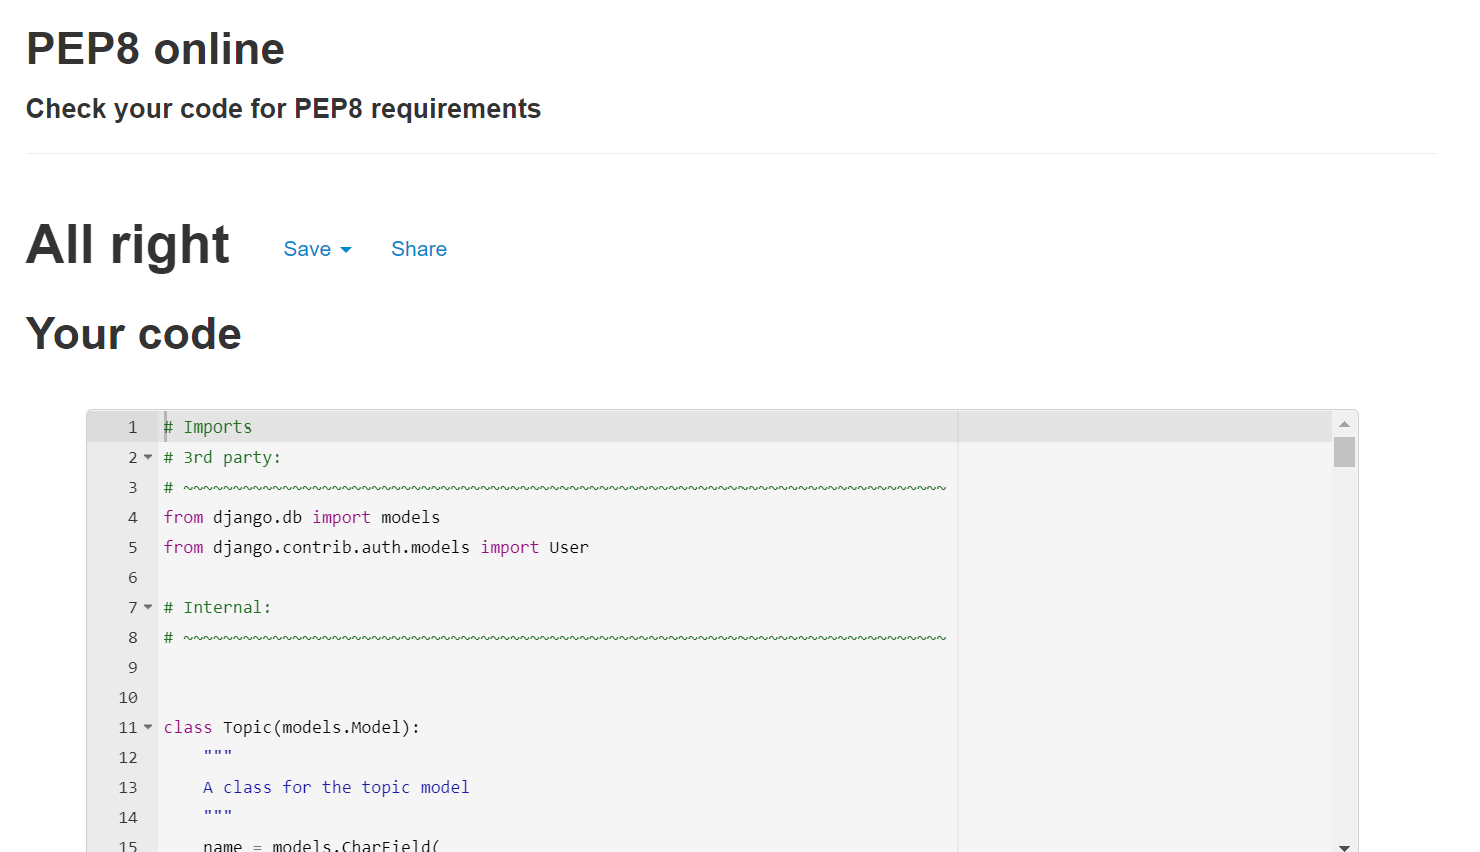 PEP8 online
Check your code for PEP8 requirements
All right Save Share
Your code
1 # Imports
2 # 3rd party:
3 # ~~~~~~~~~~~~~~~~~~~~~~~~~~~~~~~~~~~~~~~~~~~~~~~~~~~~~~~~~~~~~~~~~~~~~~~~~~~~~
4 from django.db import models
5 from django.contrib.auth.models import User
6
7 # Internal:
8 # ~~~~~~~~~~~~~~~~~~~~~~~~~~~~~~~~~~~~~~~~~~~~~~~~~~~~~~~~~~~~~~~~~~~~~~~~~~~~~
9
10
11 class Topic(models.Model):
12     """
13     A class for the topic model
14     """
15     name = models.CharField(